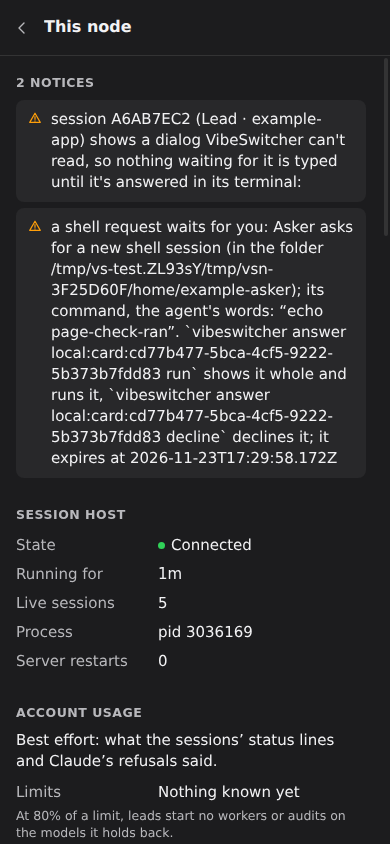 This node
2 NOTICES
session A6AB7EC2 (Lead · example-
app) shows a dialog VibeSwitcher can't
read, so nothing waiting for it is typed
until it's answered in its terminal:
a shell request waits for you: Asker asks
for a new shell session (in the folder
/tmp/vs-test.ZL93sY/tmp/vsn-
3F25D60F/home/example-asker); its
command, the agent's words: “echo
page-check-ran”. `vibeswitcher answer
local:card:cd77b477-5bca-4cf5-9222-
5b373b7fdd83 run` shows it whole and
runs it, `vibeswitcher answer
local:card:cd77b477-5bca-4cf5-9222-
5b373b7fdd83 decline` declines it; it
expires at 2026-11-23T17:29:58.172Z
SESSION HOST
State Connected
Running for 1m
Live sessions 5
Process pid 3036169
Server restarts 0
ACCOUNT USAGE
Best effort: what the sessions’ status lines
and Claude’s refusals said.
Limits Nothing known yet
At 80% of a limit, leads start no workers or audits on
the models it holds back.